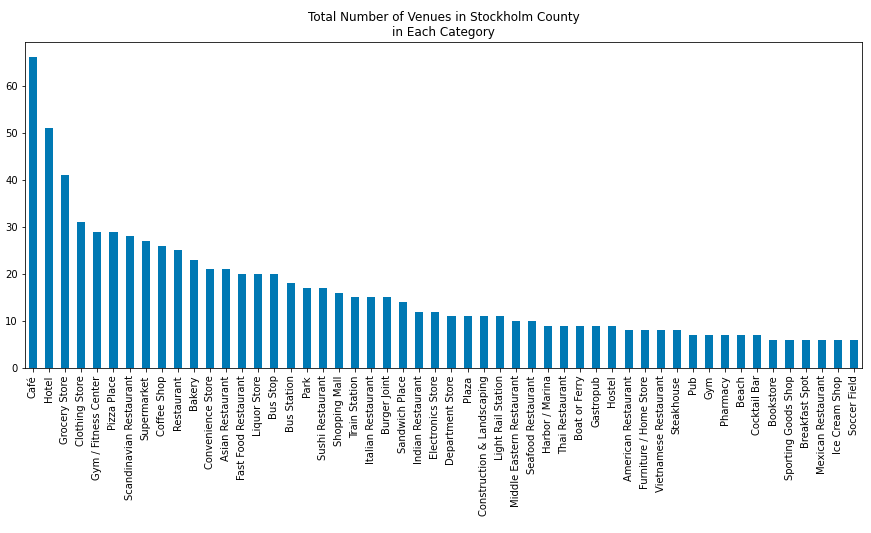 Total Number of Venues in Stockholm County
in Each Category
60
50
40
30
20
10
0
Café
Hotel
Grocery Store
Clothing Store
Gym / Fitness Center
Pizza Place
Scandinavian Restaurant
Supermarket
Coffee Shop
Restaurant
Bakery
Convenience Store
Asian Restaurant
Fast Food Restaurant
Liquor Store
Bus Stop
Bus Station
Park
Sushi Restaurant
Shopping Mall
Train Station
Italian Restaurant
Burger Joint
Sandwich Place
Indian Restaurant
Electronics Store
Department Store
Plaza
Construction & Landscaping
Light Rail Station
Middle Eastern Restaurant
Seafood Restaurant
Harbor / Marina
Thai Restaurant
Boat or Ferry
Gastropub
Hostel
American Restaurant
Furniture / Home Store
Vietnamese Restaurant
Steakhouse
Pub
Gym
Pharmacy
Beach
Cocktail Bar
Bookstore
Sporting Goods Shop
Breakfast Spot
Mexican Restaurant
Ice Cream Shop
Soccer Field